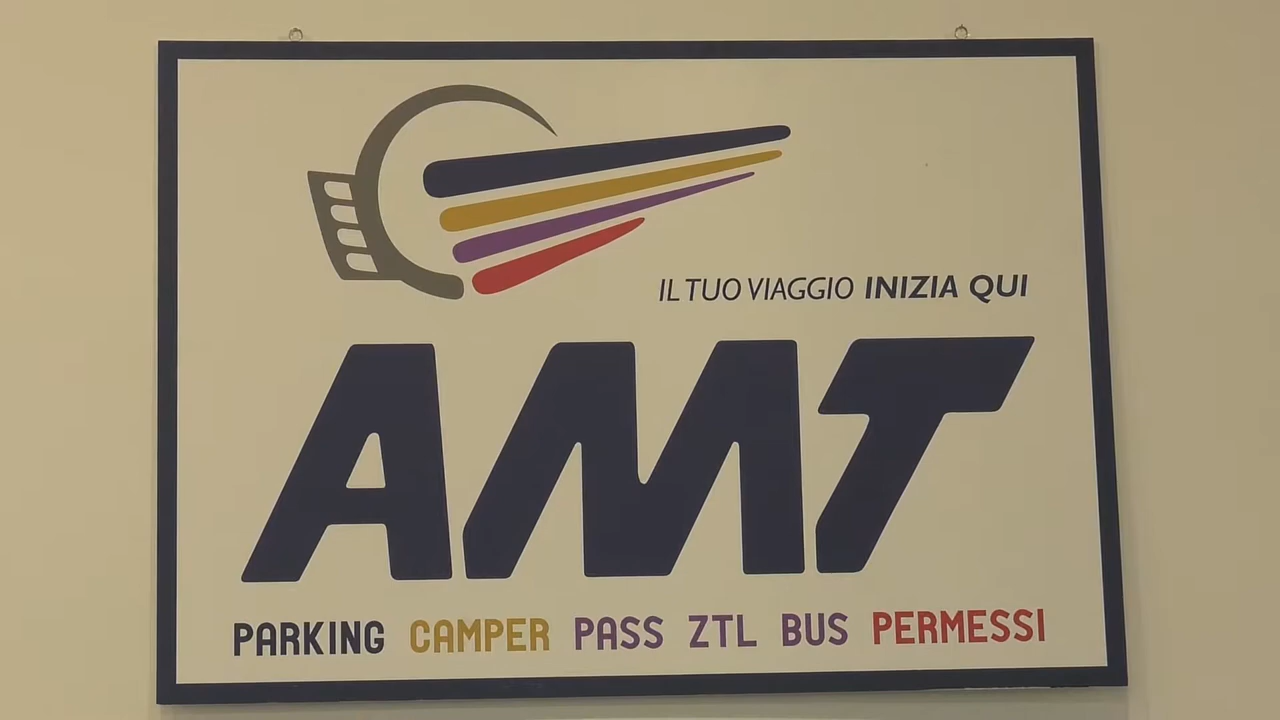 IL TUO VIAGGIO INIZIA QUI
AMT
PARKING CAMPER PASS ZTL BUS PERMESSI